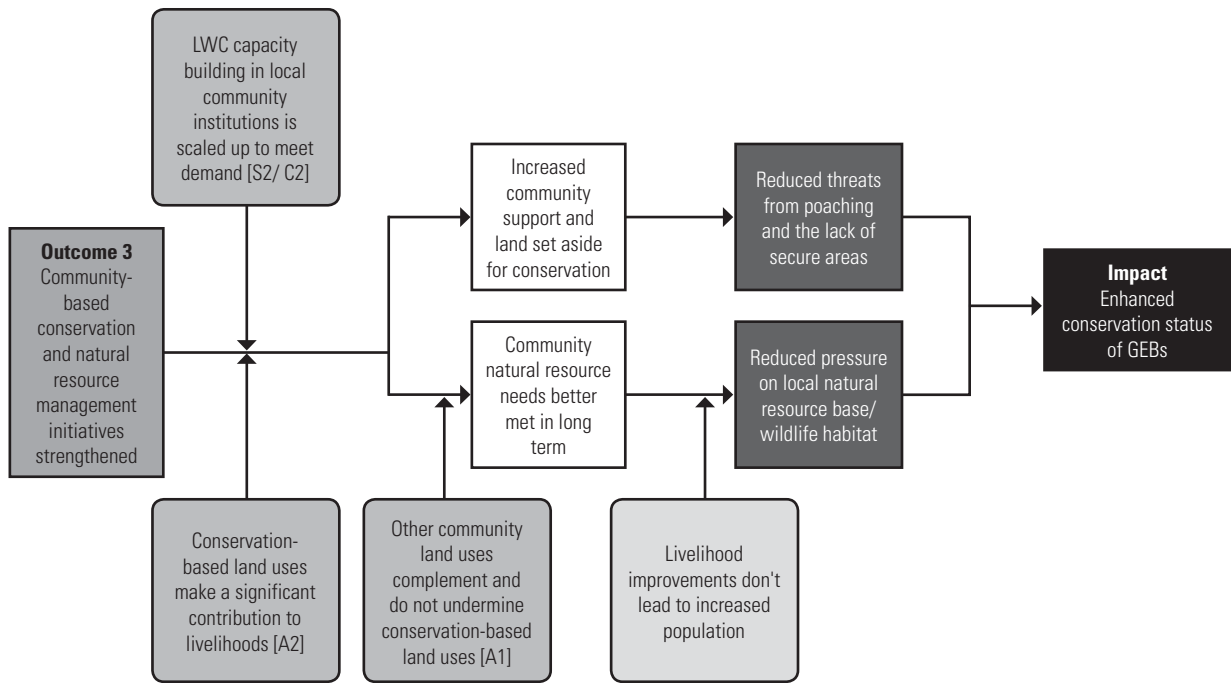 LWC capacity
building in local
community
institutions is
scaled up to meet
demand [S2/ C2]
Outcome 3
Community-
based
conservation
and natural
resource
management
initiatives
strengthened
Increased
community
support and
land set aside
for conservation
Reduced threats
from poaching
and the lack of
secure areas
Impact
Enhanced
conservation status
of GEBs
Community
natural resource
needs better
met in long
term
Reduced pressure
on local natural
resource base/
wildlife habitat
Conservation-
based land uses
make a significant
contribution to
livelihoods [A2]
Other community
land uses
complement and
do not undermine
conservation-based
land uses [A1]
Livelihood
improvements don't
lead to increased
population